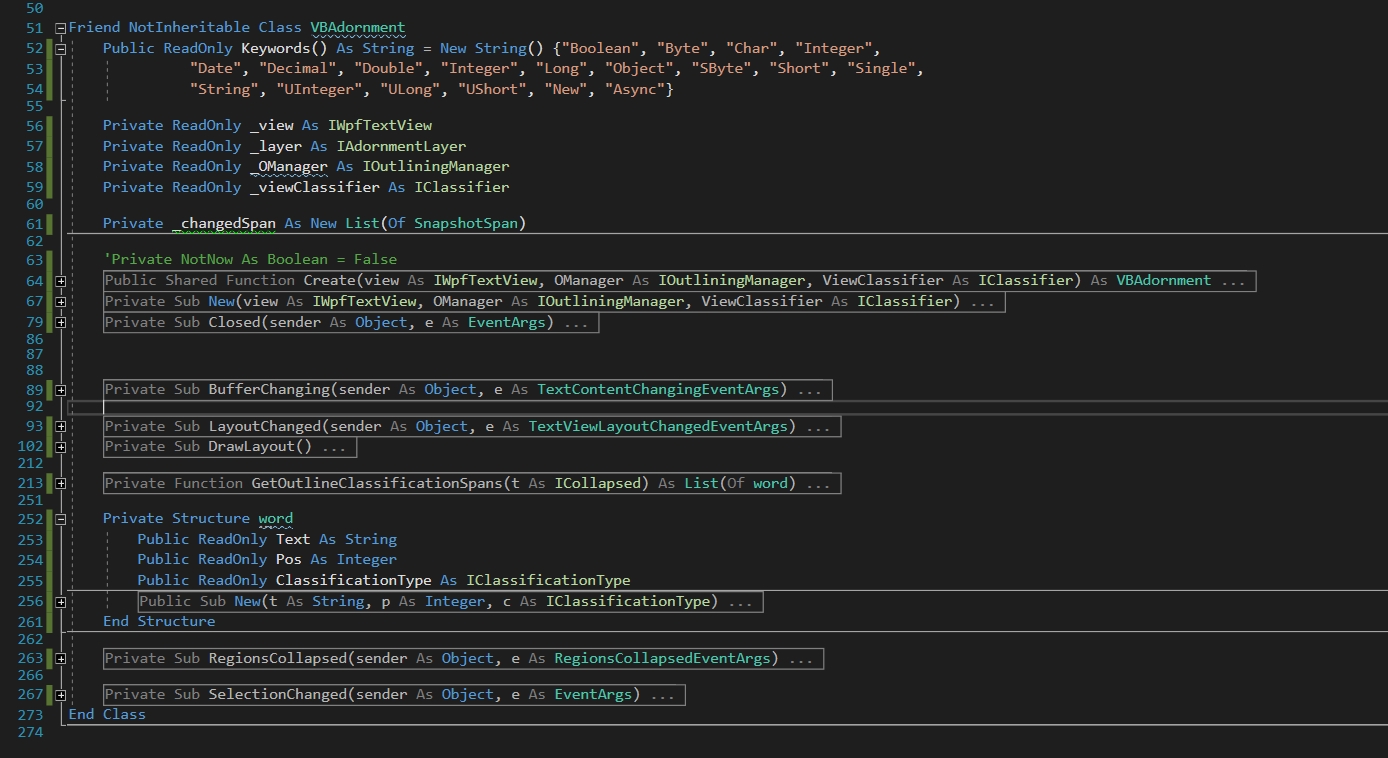 50
51 Friend NotInheritable Class VBAdornment
52 Public ReadOnly Keywords() As String = New String() {"Boolean", "Byte", "Char", "Integer",
53 "Date", "Decimal", "Double", "Integer", "Long", "Object", "SByte", "Short", "Single",
54 "String", "UInteger", "ULong", "UShort", "New", "Async"}
55
56 Private ReadOnly _view As IWpfTextView
57 Private ReadOnly _layer As IAdornmentLayer
58 Private ReadOnly _OManager As IOutliningManager
59 Private ReadOnly _viewClassifier As IClassifier
60
61 Private _changedSpan As New List(Of SnapshotSpan)
62
63 'Private NotNow As Boolean = False
64 Public Shared Function Create(view As IWpfTextView, OManager As IOutliningManager, ViewClassifier As IClassifier) As VBAdornment ...
67 Private Sub New(view As IWpfTextView, OManager As IOutliningManager, ViewClassifier As IClassifier) ...
79 Private Sub Closed(sender As Object, e As EventArgs) ...
86
87
88
89 Private Sub BufferChanging(sender As Object, e As TextContentChangingEventArgs) ...
92
93 Private Sub LayoutChanged(sender As Object, e As TextViewLayoutChangedEventArgs) ...
102 Private Sub DrawLayout() ...
212
213 Private Function GetOutlineClassificationSpans(t As ICollapsed) As List(Of word) ...
251
252 Private Structure word
253 Public ReadOnly Text As String
254 Public ReadOnly Pos As Integer
255 Public ReadOnly ClassificationType As IClassificationType
256 Public Sub New(t As String, p As Integer, c As IClassificationType) ...
261 End Structure
262
263 Private Sub RegionsCollapsed(sender As Object, e As RegionsCollapsedEventArgs) ...
266
267 Private Sub SelectionChanged(sender As Object, e As EventArgs) ...
273 End Class
274